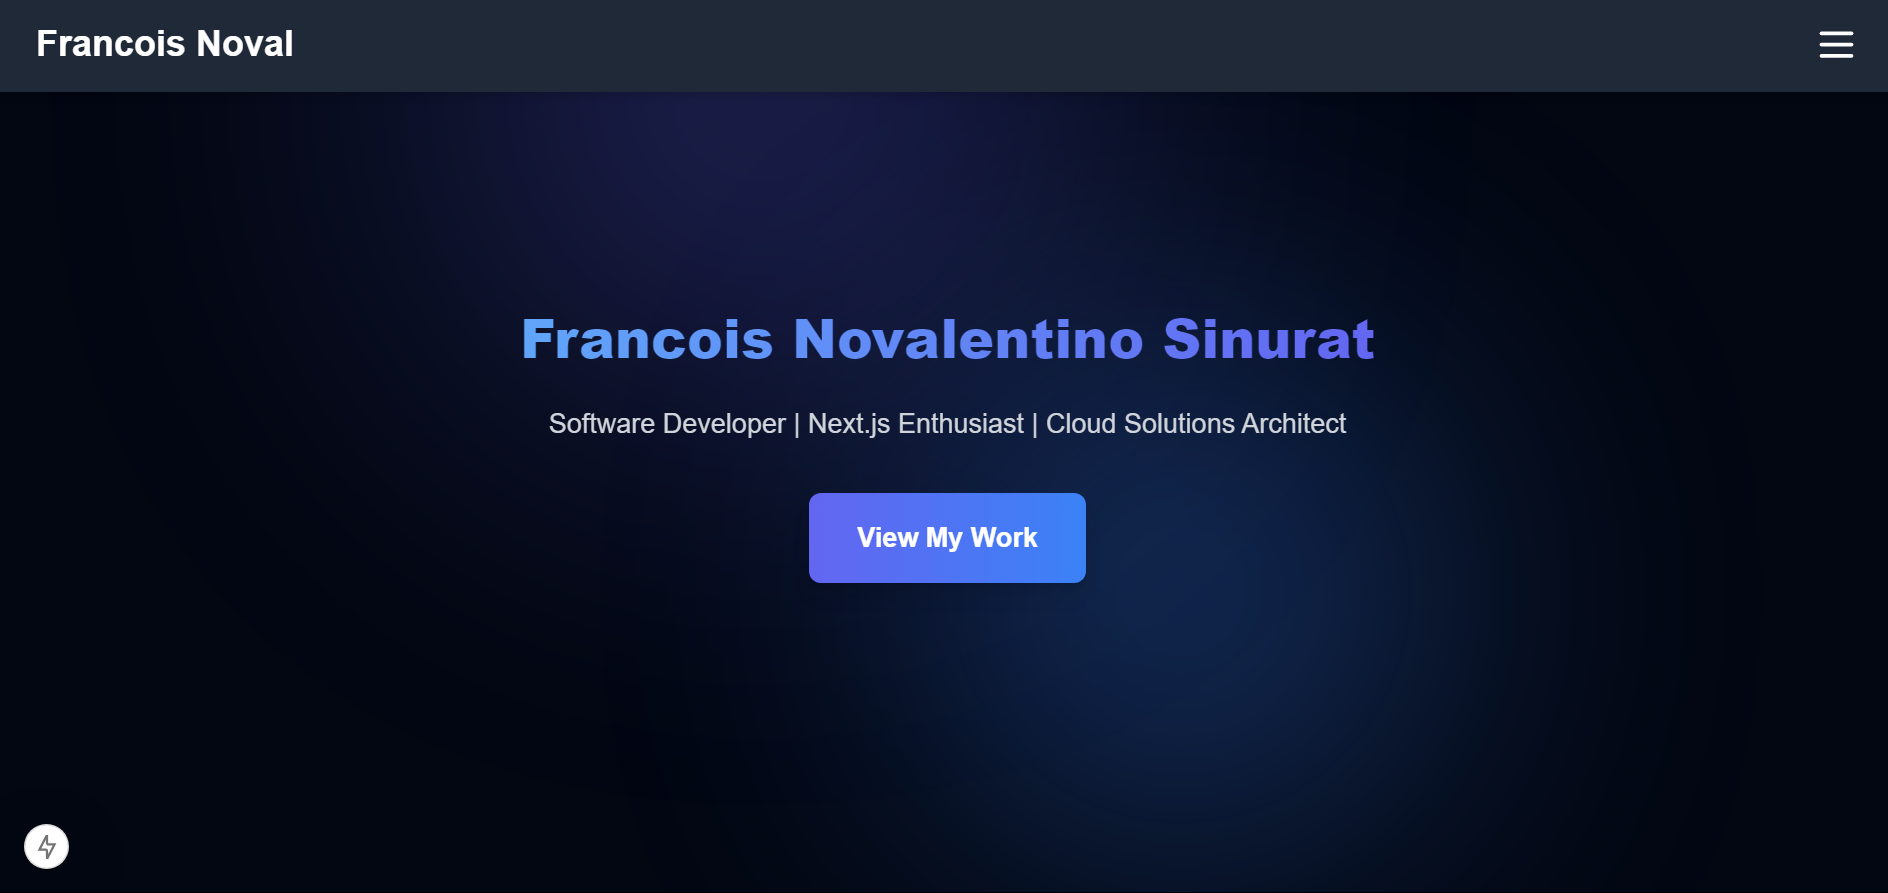 Francois Noval
Francois Novalentino Sinurat
Software Developer | Next.js Enthusiast | Cloud Solutions Architect
View My Work